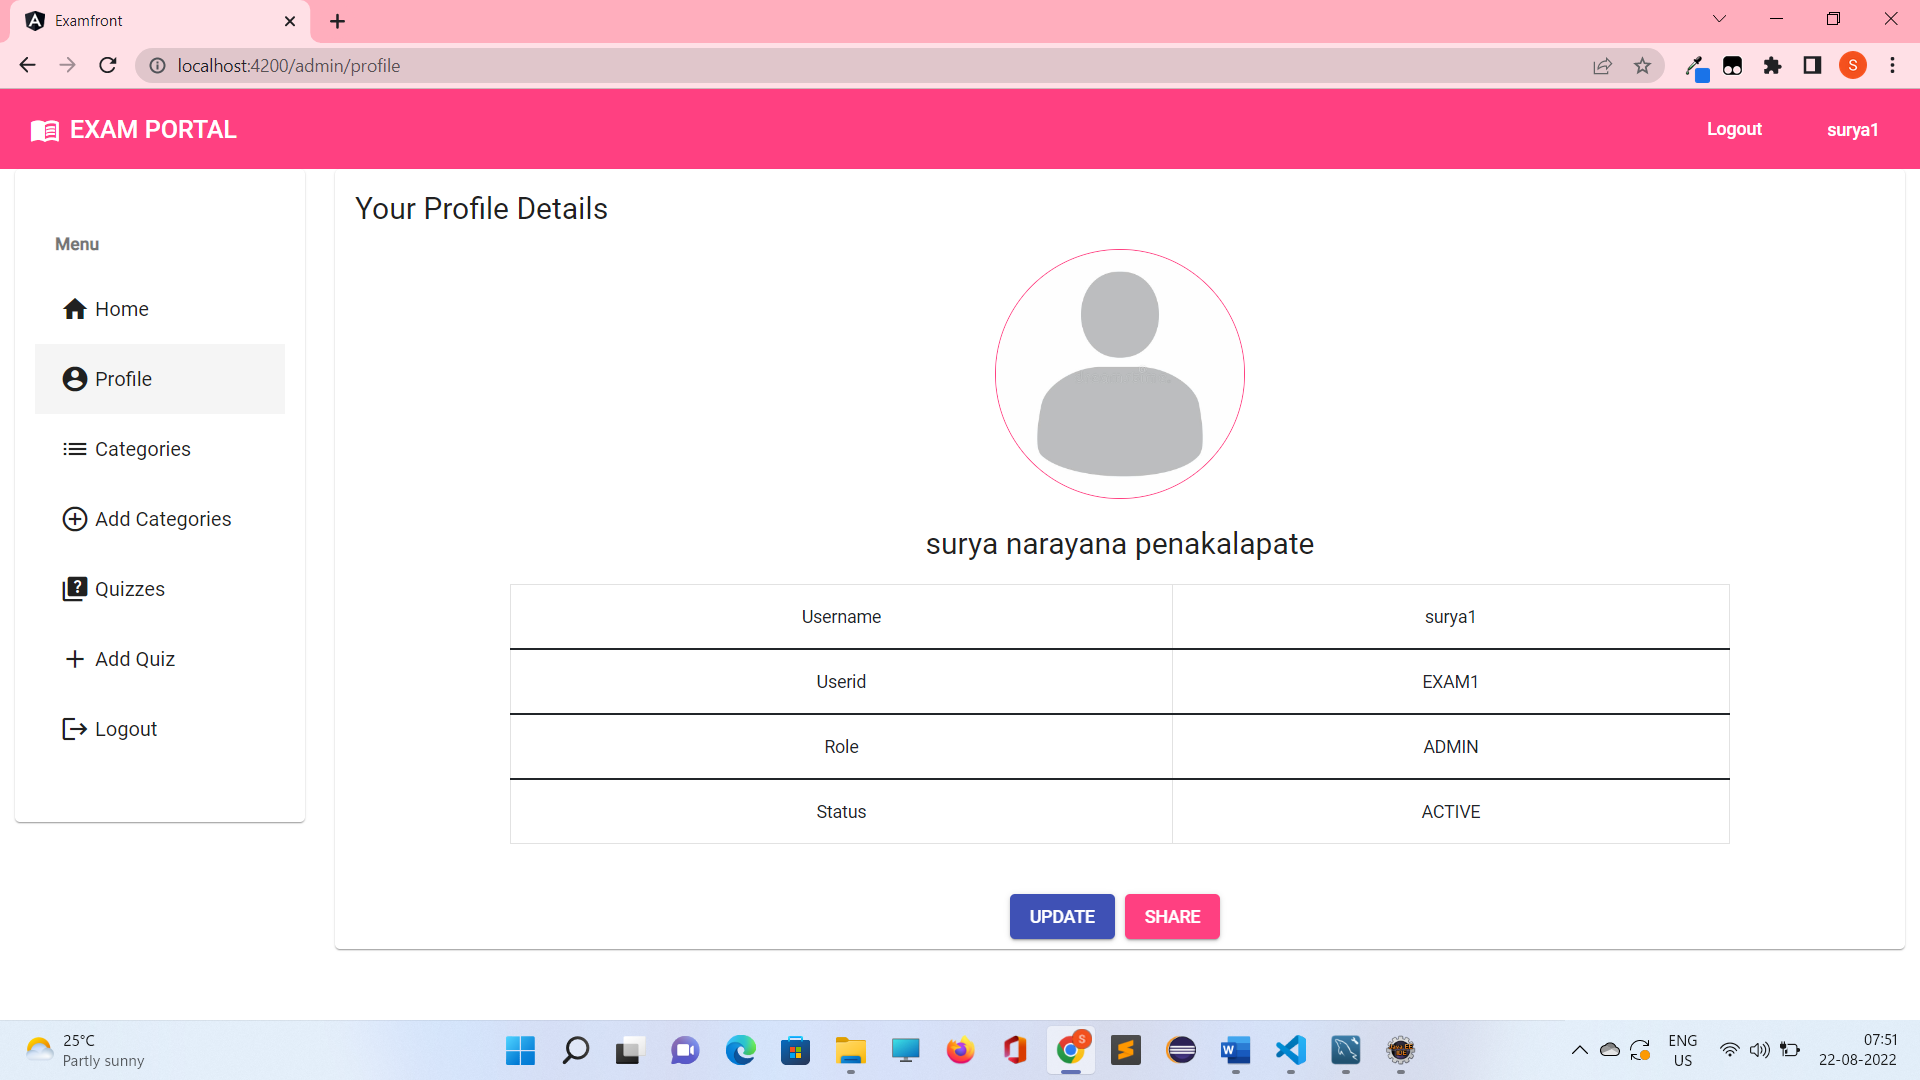 Examfront
localhost:4200/admin/profile
S
EXAM PORTAL
Logout
surya1
Menu
Home
Profile
Categories
Add Categories
Quizzes
Add Quiz
Logout
Your Profile Details
surya narayana penakalapate
Username surya1
Userid EXAM1
Role ADMIN
Status ACTIVE
UPDATE SHARE
25°C
Partly sunny
S
ENG
US
07:51
22-08-2022